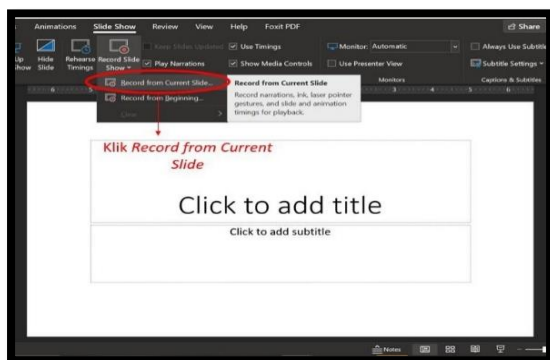 Animations Slide Show Review View Help Foxit PDF Share
Hide Slide
Rehearse Timings
Record Slide Show
Keep Slides Updated
Play Narrations
Use Timings
Show Media Controls
Monitor: Automatic
Use Presenter View
Monitors
Always Use Subtitl
Subtitle Settings
Captions & Subtitles
Record from Current Slide...
Record from Beginning...
Clear
Record from Current Slide
Record narrations, ink, laser pointer
gestures, and slide and animation
timings for playback.
Klik Record from Current
Slide
Click to add title
Click to add subtitle
Notes